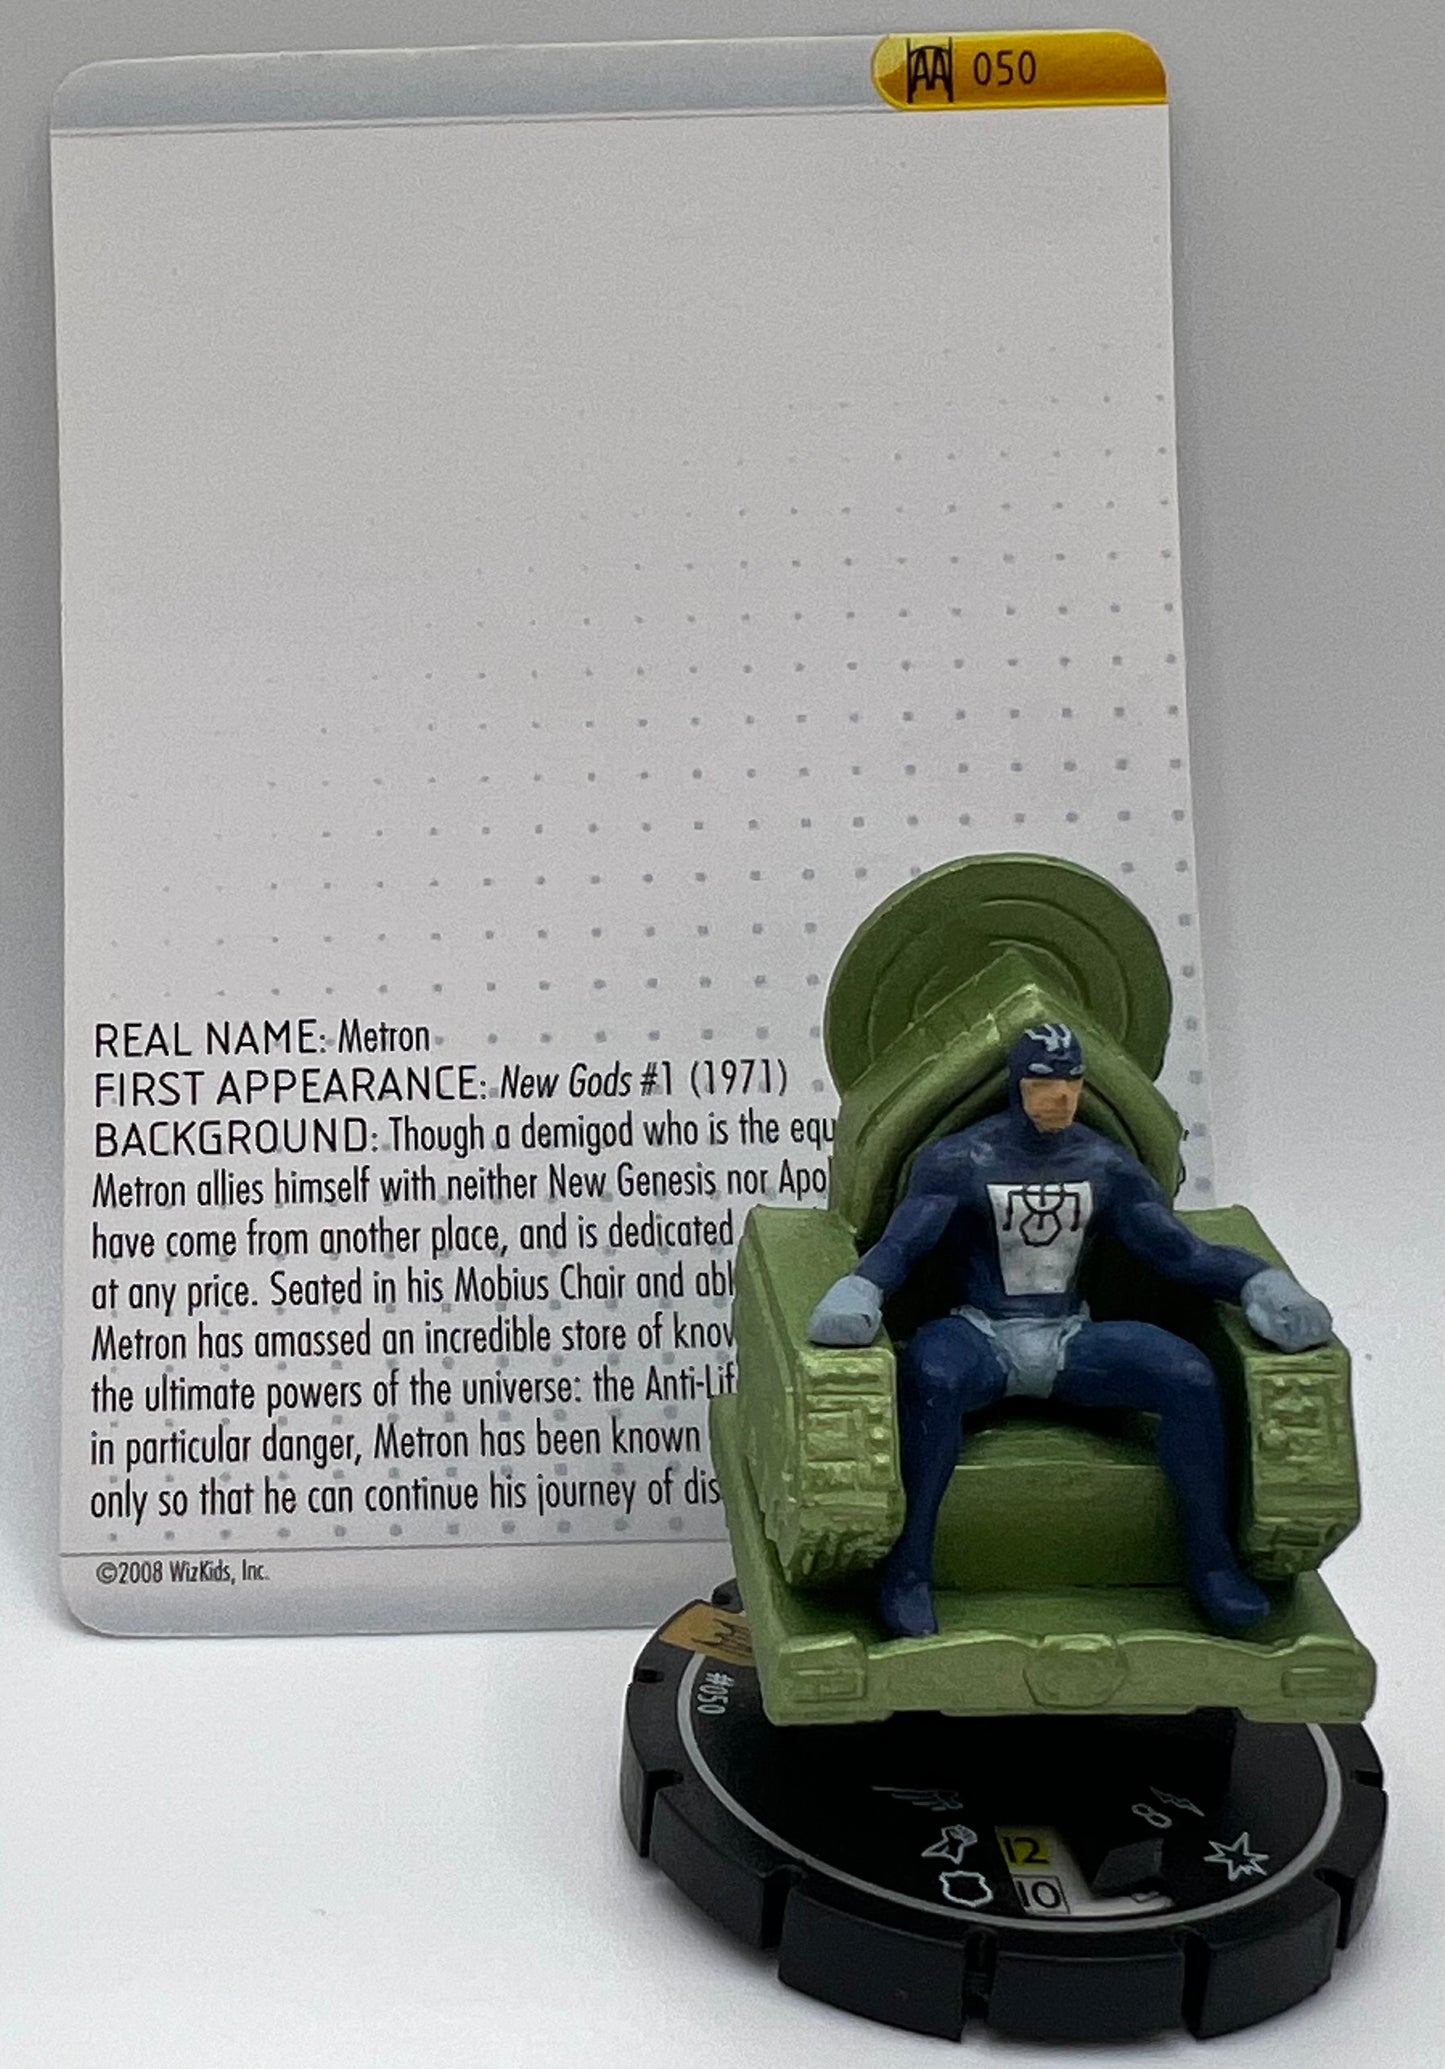 AA 050
REAL NAME: Metron
FIRST APPEARANCE: New Gods #1 (1971)
BACKGROUND: Though a demigod who is the equ
Metron allies himself with neither New Genesis nor Apo
have come from another place, and is dedicated
at any price. Seated in his Mobius Chair and abl
Metron has amassed an incredible store of know
the ultimate powers of the universe: the Anti-Lif
in particular danger, Metron has been known
only so that he can continue his journey of dis
©2008 WizKids, Inc.
#050
8
12
10